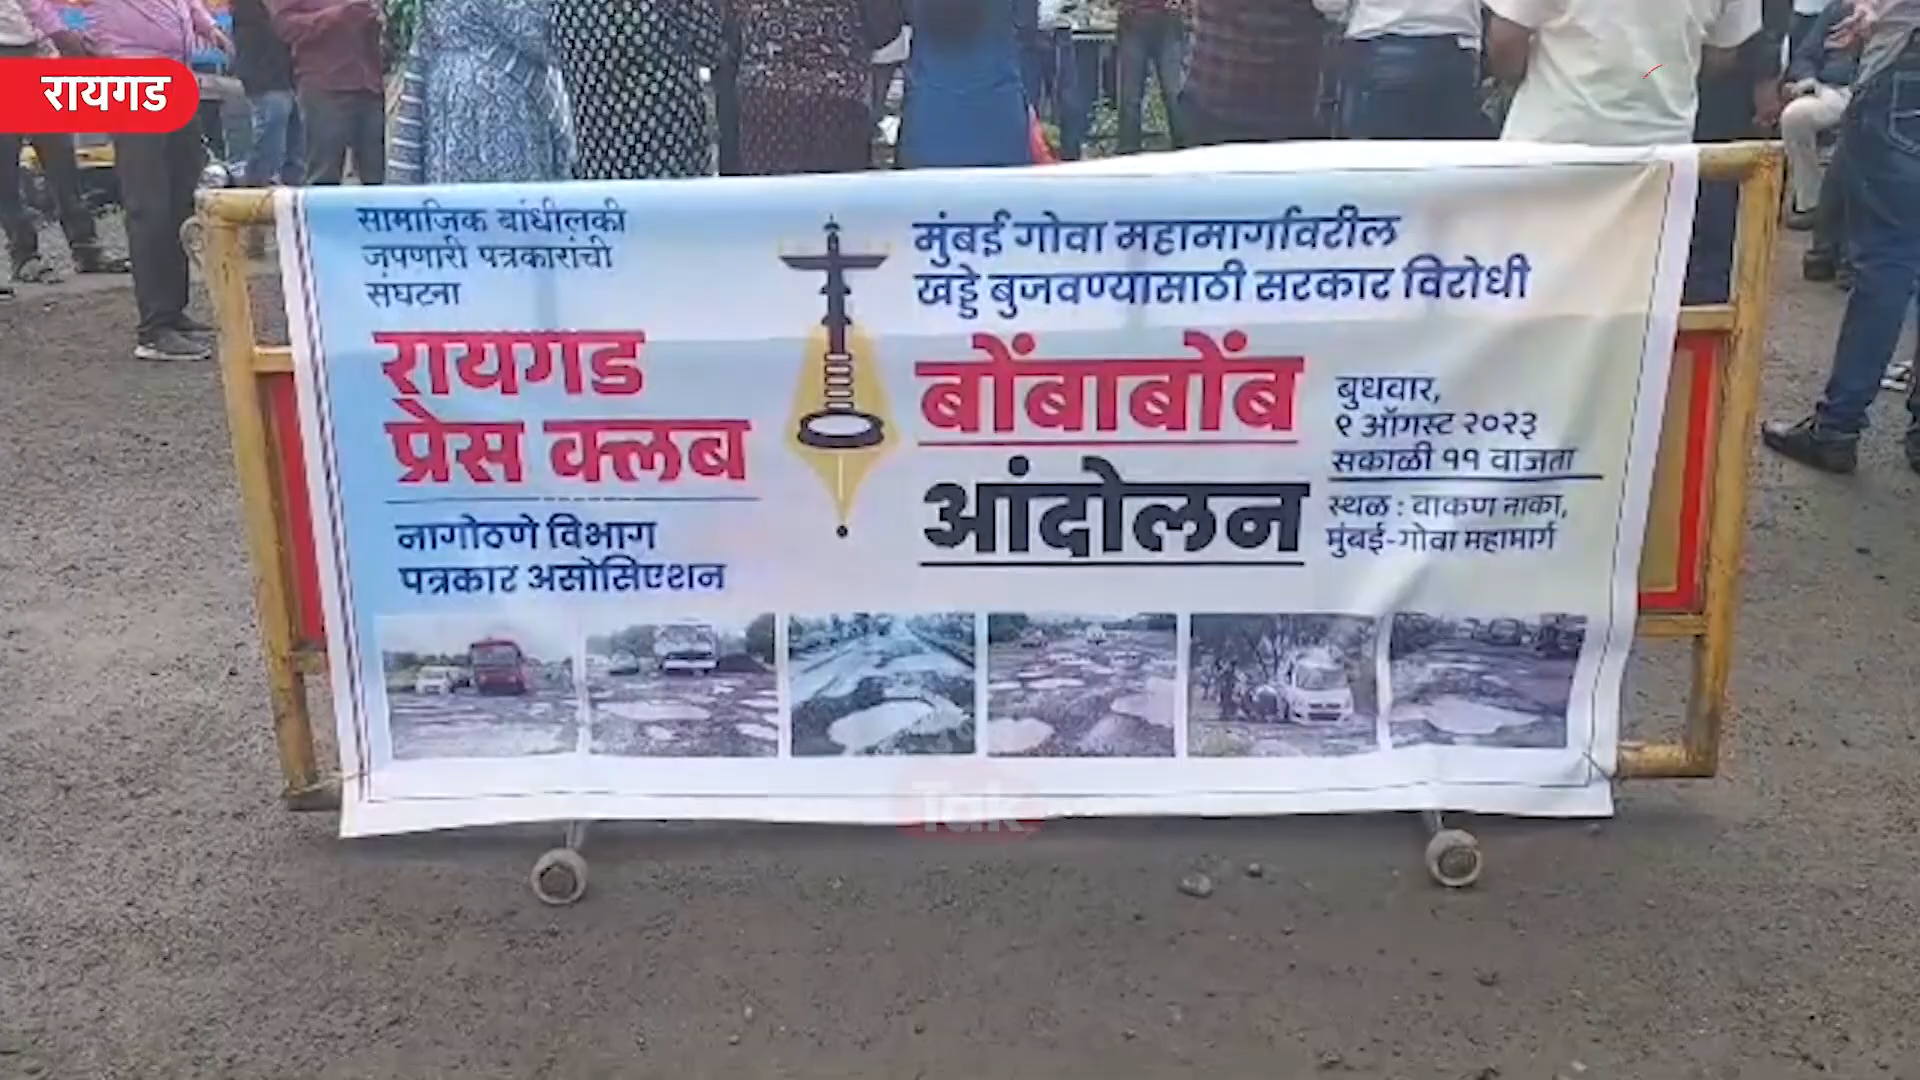 रायगड
सामाजिक बांधीलकी
जपणारी पत्रकारांची
संघटना
रायगड
प्रेस क्लब
नागोठणे विभाग
पत्रकार असोसिएशन
मुंबई गोवा महामार्गावरील
खड्डे बुजवण्यासाठी सरकार विरोधी
बोंबाबोंब
आंदोलन
बुधवार,
९ ऑगस्ट २०२३
सकाळी ११ वाजता
स्थळ : वाकण नाका,
मुंबई-गोवा महामार्ग
Tak